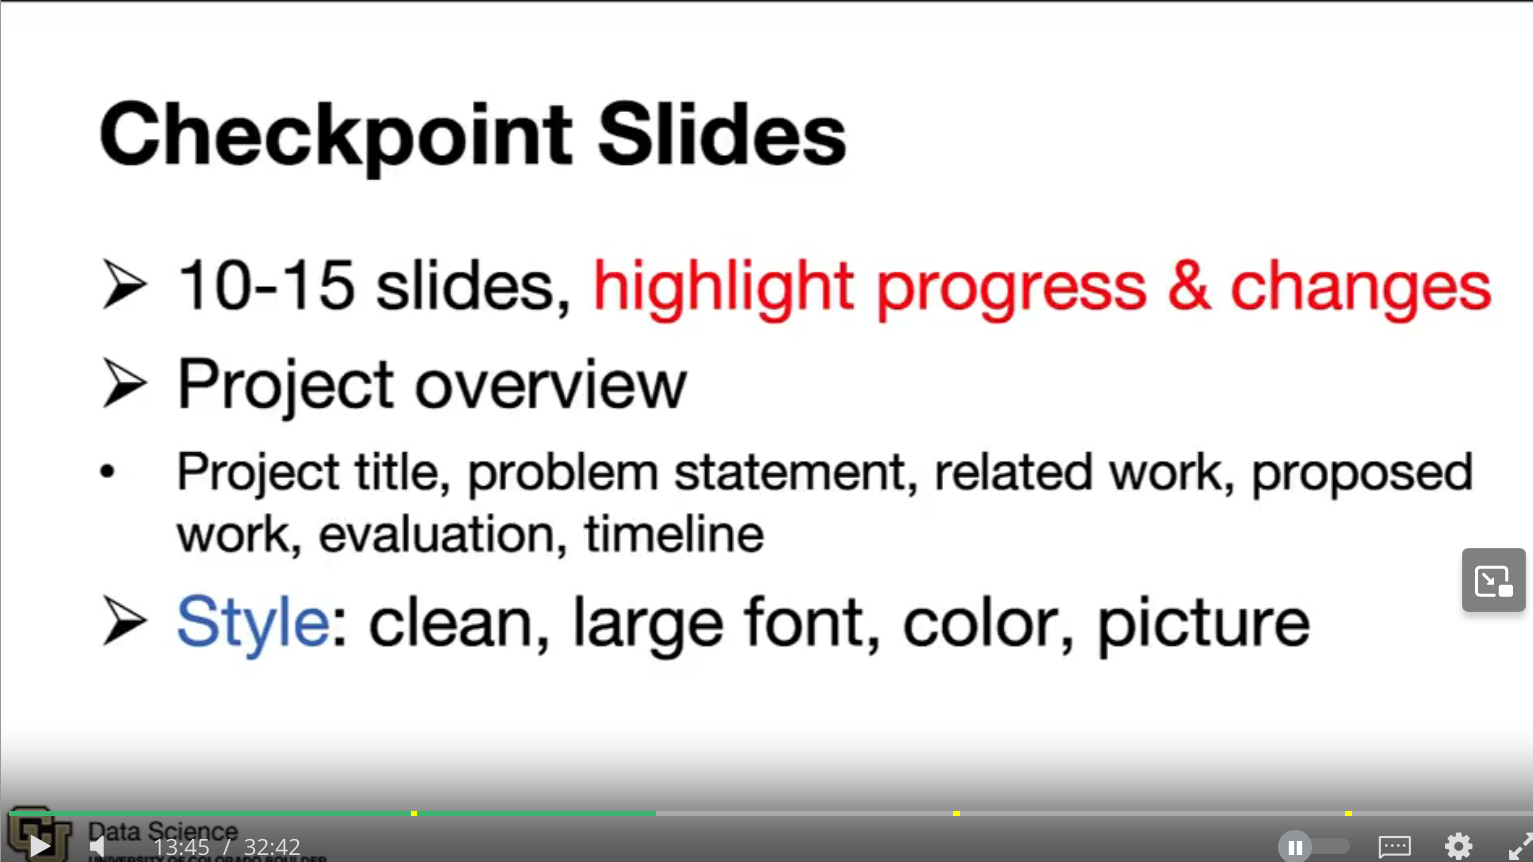 Checkpoint Slides
➢ 10-15 slides, highlight progress & changes
➢ Project overview
• Project title, problem statement, related work, proposed
work, evaluation, timeline
➢ Style: clean, large font, color, picture
Data Science
UNIVERSITY OF COLORADO BOULDER
13:45 / 32:42